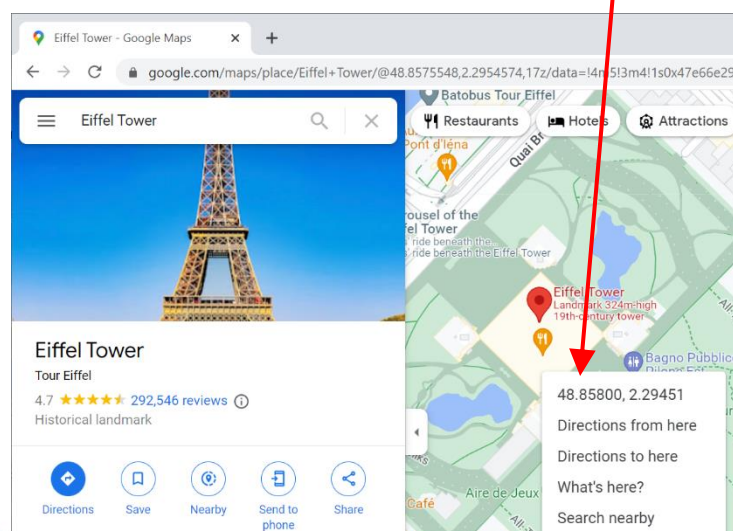 Eiffel Tower - Google Maps
google.com/maps/place/Eiffel+Tower/@48.8575548,2.2954574,17z/data=!4m5!3m4!1s0x47e66e29
Eiffel Tower
Batobus Tour Eiffel
Restaurants
Hotels
Attractions
Pont d'Iéna
Quai Br
ousel of the
fel Tower
' ride beneath the...
' ride beneath the Eiffel Tower
Eiffel Tower
Landmark 324m-high
19th-century tower
Bagno Pubblic
Eiffel Tower
Tour Eiffel
4.7
292,546 reviews
Historical landmark
48.85800, 2.29451
Directions from here
Directions to here
What's here?
Search nearby
Aire de Jeux
Café
Directions
Save
Nearby
Send to
phone
Share